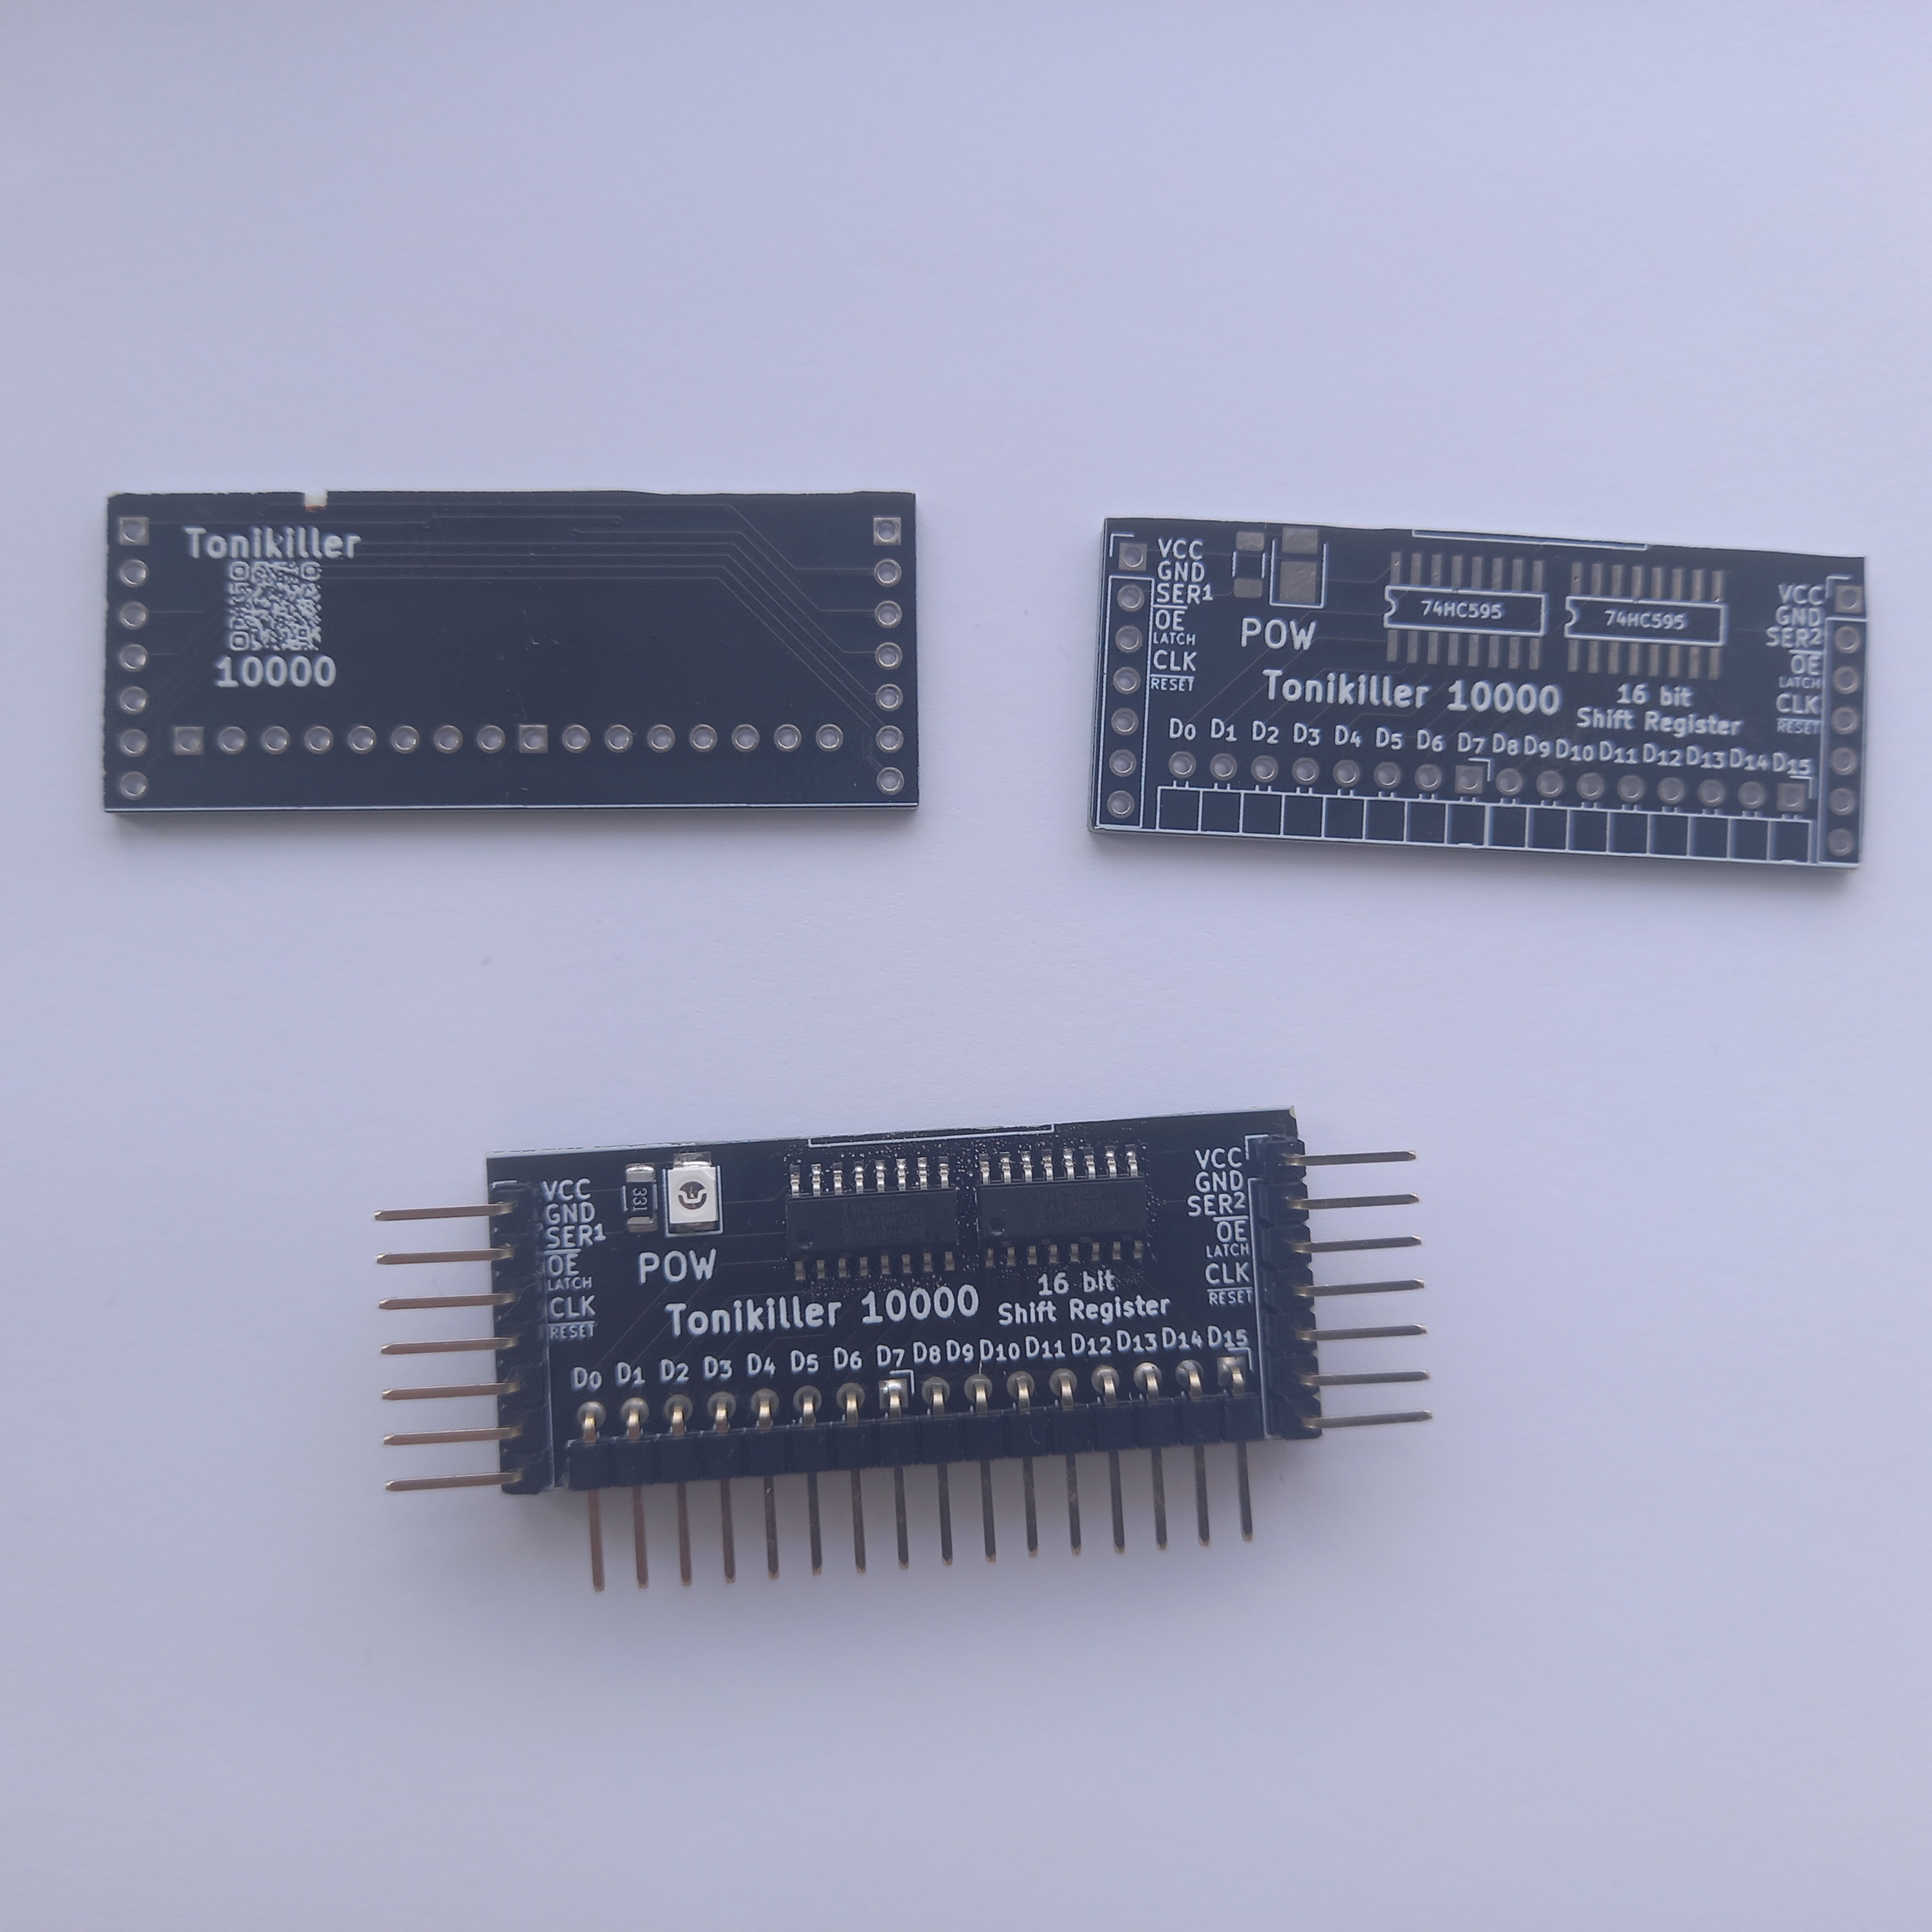 VCC
GND
SER1
OE
LATCH
CLK
RESET
331
POW
D0 D1 D2 D3 D4 D5 D6 D7 D8 D9 D10 D11 D12 D13 D14 D15
Tonikiller 10000
16 bit
Shift Register
VCC
GND
SER2
OE
LATCH
CLK
RESET
Tonikiller
10000
VCC
GND
SER1
OE
LATCH
CLK
RESET
POW
74HC595
74HC595
D0 D1 D2 D3 D4 D5 D6 D7 D8 D9 D10 D11 D12 D13 D14 D15
Tonikiller 10000
16 bit
Shift Register
VCC
GND
SER2
OE
LATCH
CLK
RESET